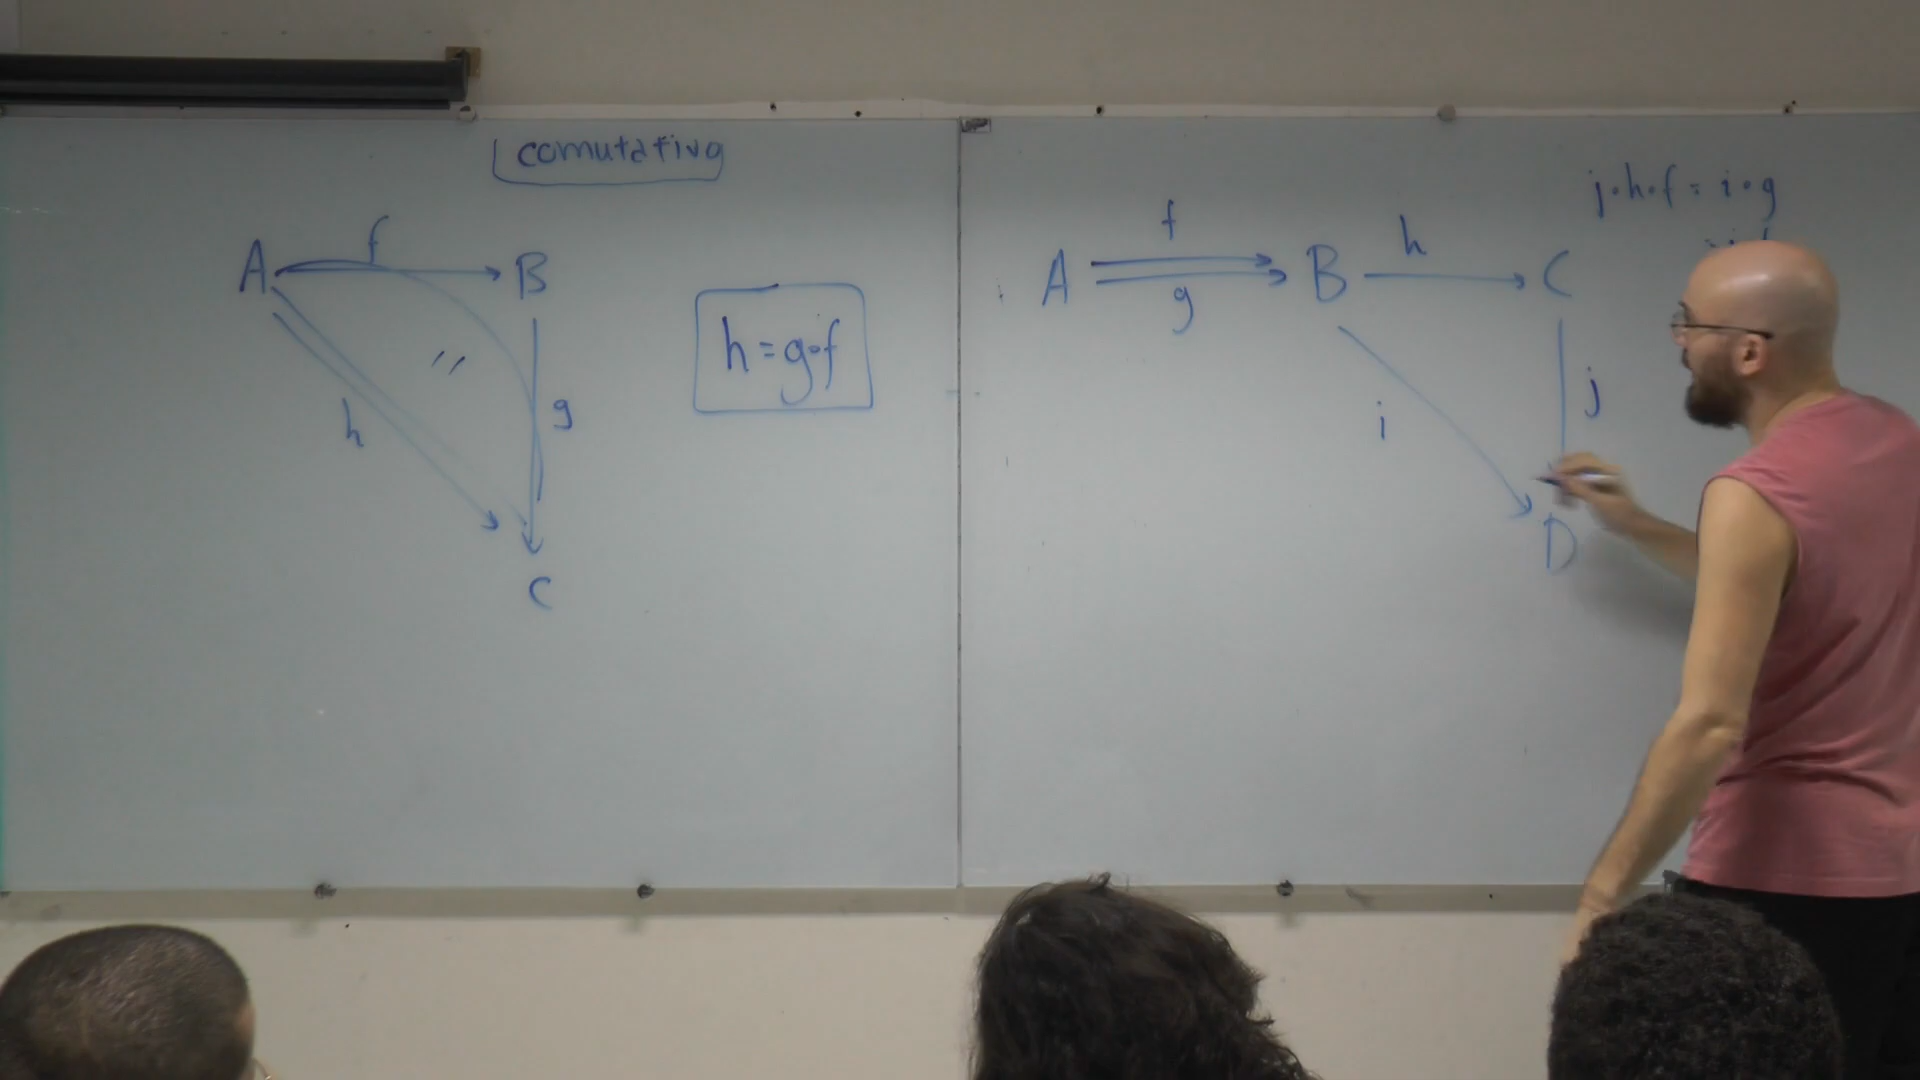 comutativo
f
A B
h = g∘f
h g
C
j∘h∘f = i∘g
f h
A B C
g
i j
D